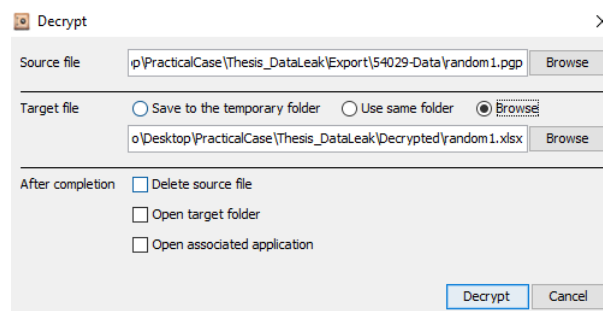 Decrypt
Source file p\PracticalCase\Thesis_DataLeak\Export\54029-Data\random1.pgp Browse
Target file Save to the temporary folder Use same folder Browse
o\Desktop\PracticalCase\Thesis_DataLeak\Decrypted\random1.xlsx Browse
After completion Delete source file
Open target folder
Open associated application
Decrypt Cancel